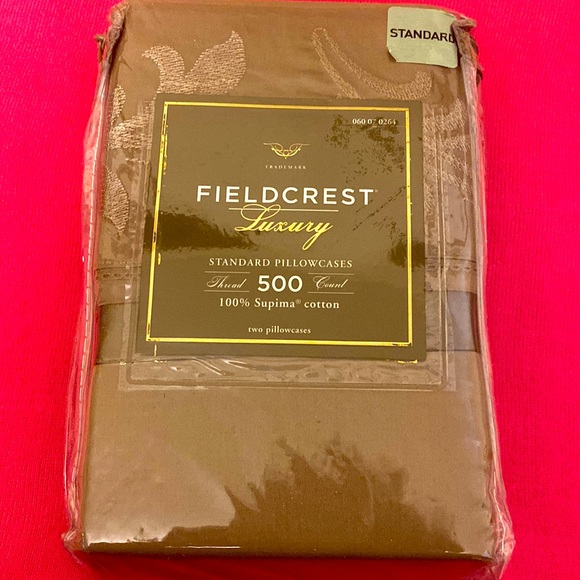 STANDARD
060 07 0264
TRADEMARK
FIELDCREST®
Luxury
STANDARD PILLOWCASES
Thread 500 Count
100% Supima® cotton
two pillowcases